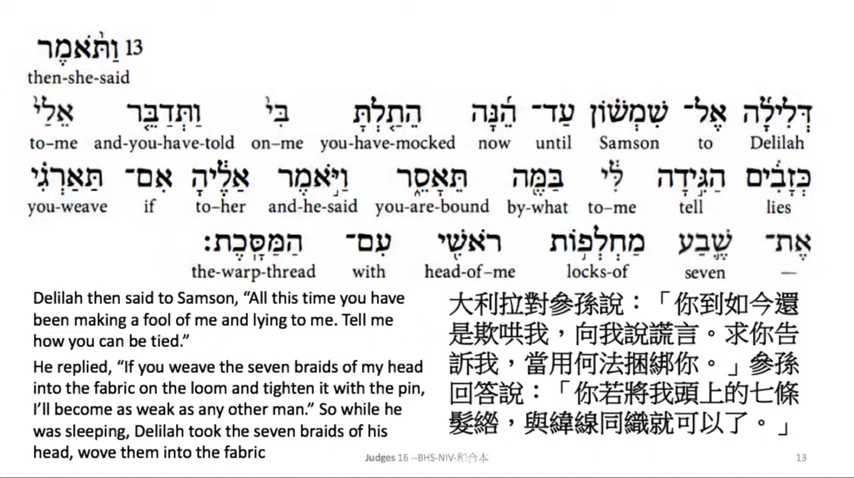 13 וַתֹּ֨אמֶר
then-she-said
דְּלִילָ֜ה אֶל־ שִׁמְשׁ֗וֹן עַד־ הֵ֜נָּה הֵתַ֤לְתָּ בִּי֙ וַתְּדַבֵּ֤ר אֵלַי֙
to–me and-you-have-told on–me you-have-mocked now until Samson to Delilah
כְּזָבִ֔ים הַגִּ֣ידָה לִּ֔י בַּמֶּ֖ה תֵּאָסֵ֑ר וַיֹּ֣אמֶר אֵלֶ֔יהָ אִם־ תַּאַרְגִ֗י
you-weave if to-her and-he-said you-are-bound by-what to–me tell lies
אֶת־ שֶׁ֛בַע מַחְלְפ֥וֹת רֹאשִׁ֖י עִם־ הַמַּסָּֽכֶת׃
the-warp-thread with head-of–me locks-of seven —
Delilah then said to Samson, “All this time you have
been making a fool of me and lying to me. Tell me
how you can be tied.”
He replied, “If you weave the seven braids of my head
into the fabric on the loom and tighten it with the pin,
I’ll become as weak as any other man.” So while he
was sleeping, Delilah took the seven braids of his
head, wove them into the fabric
大利拉對參孫說：「你到如今還
是欺哄我，向我說謊言。求你告
訴我，當用何法捆綁你。」參孫
回答說：「你若將我頭上的七條
髮綹，與緯線同織就可以了。」
Judges 16 --BHS-NIV-和合本
13